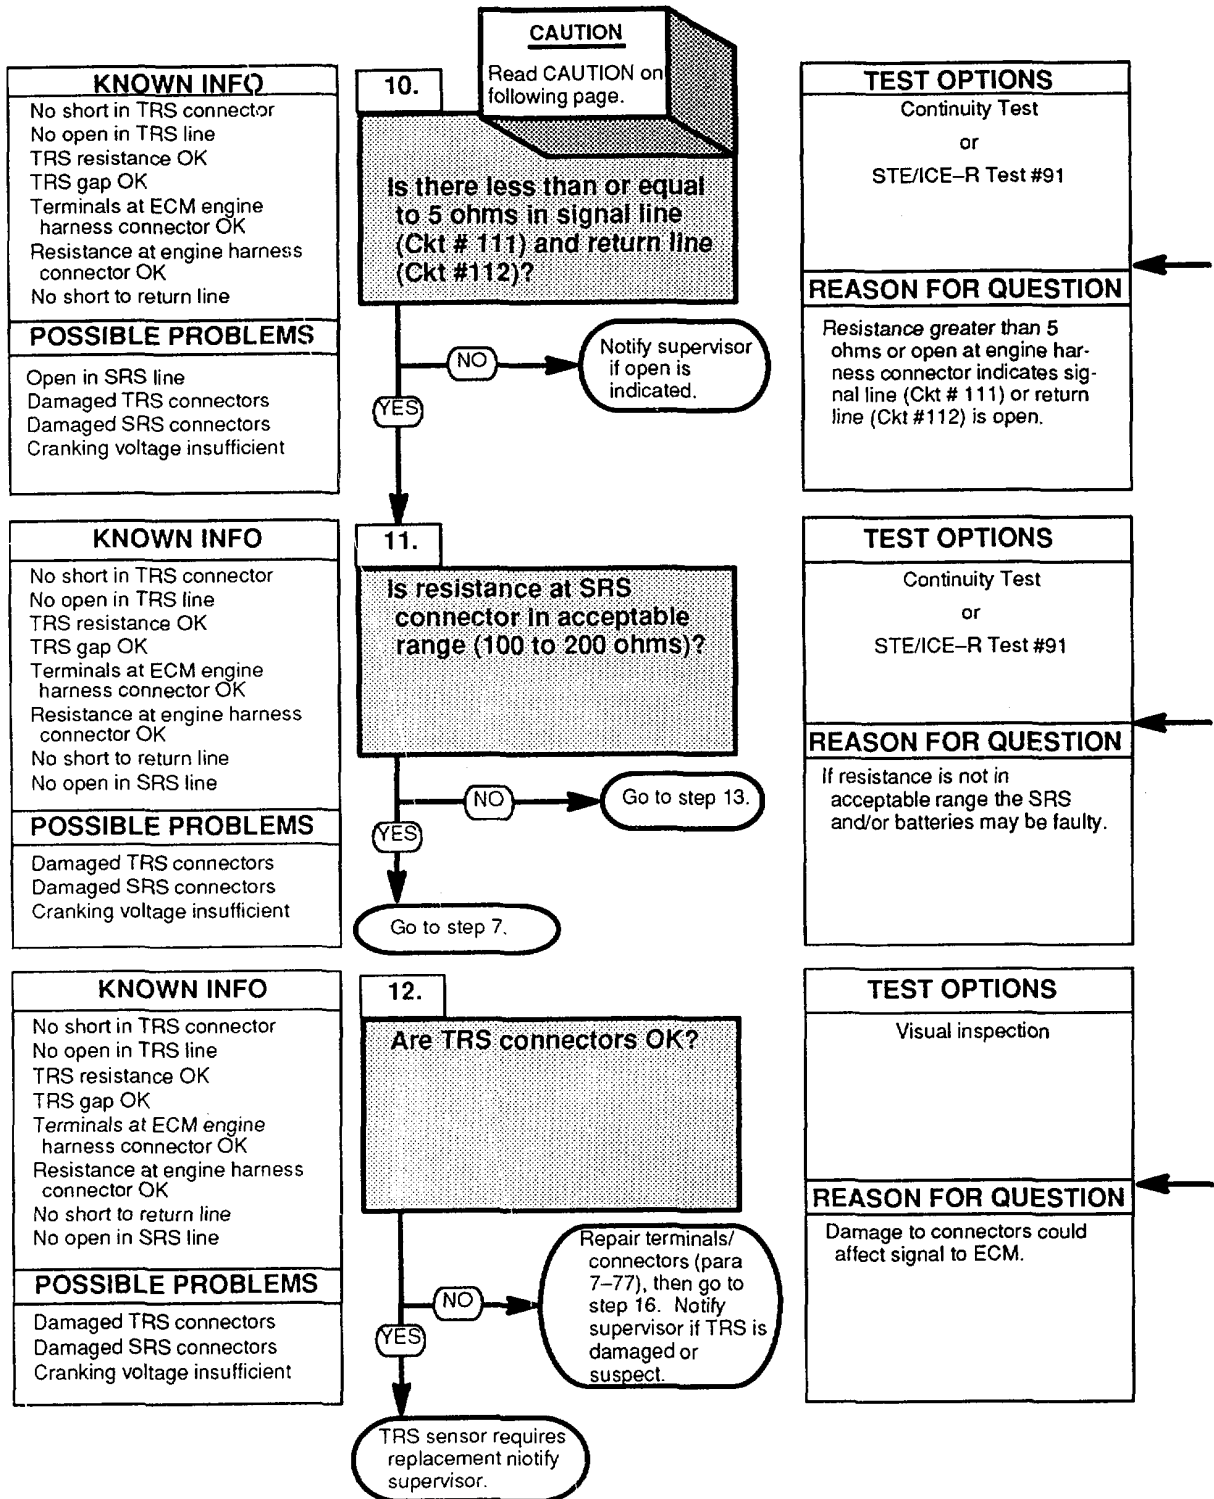 CAUTION
Read CAUTION on
following page.
KNOWN INFO
No short in TRS connector
No open in TRS line
TRS resistance OK
TRS gap OK
Terminals at ECM engine
harness connector OK
Resistance at engine harness
connector OK
No short to return line
POSSIBLE PROBLEMS
Open in SRS line
Damaged TRS connectors
Damaged SRS connectors
Cranking voltage insufficient
10.
Is there less than or equal
to 5 ohms in signal line
(Ckt # 111) and return line
(Ckt #112)?
NO
Notify supervisor
if open is
indicated.
YES
TEST OPTIONS
Continuity Test
or
STE/ICE–R Test #91
REASON FOR QUESTION
Resistance greater than 5
ohms or open at engine har-
ness connector indicates sig-
nal line (Ckt # 111) or return
line (Ckt #112) is open.
KNOWN INFO
No short in TRS connector
No open in TRS line
TRS resistance OK
TRS gap OK
Terminals at ECM engine
harness connector OK
Resistance at engine harness
connector OK
No short to return line
No open in SRS line
POSSIBLE PROBLEMS
Damaged TRS connectors
Damaged SRS connectors
Cranking voltage insufficient
11.
Is resistance at SRS
connector in acceptable
range (100 to 200 ohms)?
NO
Go to step 13.
YES
Go to step 7.
TEST OPTIONS
Continuity Test
or
STE/ICE–R Test #91
REASON FOR QUESTION
If resistance is not in
acceptable range the SRS
and/or batteries may be faulty.
KNOWN INFO
No short in TRS connector
No open in TRS line
TRS resistance OK
TRS gap OK
Terminals at ECM engine
harness connector OK
Resistance at engine harness
connector OK
No short to return line
No open in SRS line
POSSIBLE PROBLEMS
Damaged TRS connectors
Damaged SRS connectors
Cranking voltage insufficient
12.
Are TRS connectors OK?
NO
Repair terminals/
connectors (para
7–77), then go to
step 16. Notify
supervisor if TRS is
damaged or
suspect.
YES
TRS sensor requires
replacement niotify
supervisor.
TEST OPTIONS
Visual inspection
REASON FOR QUESTION
Damage to connectors could
affect signal to ECM.